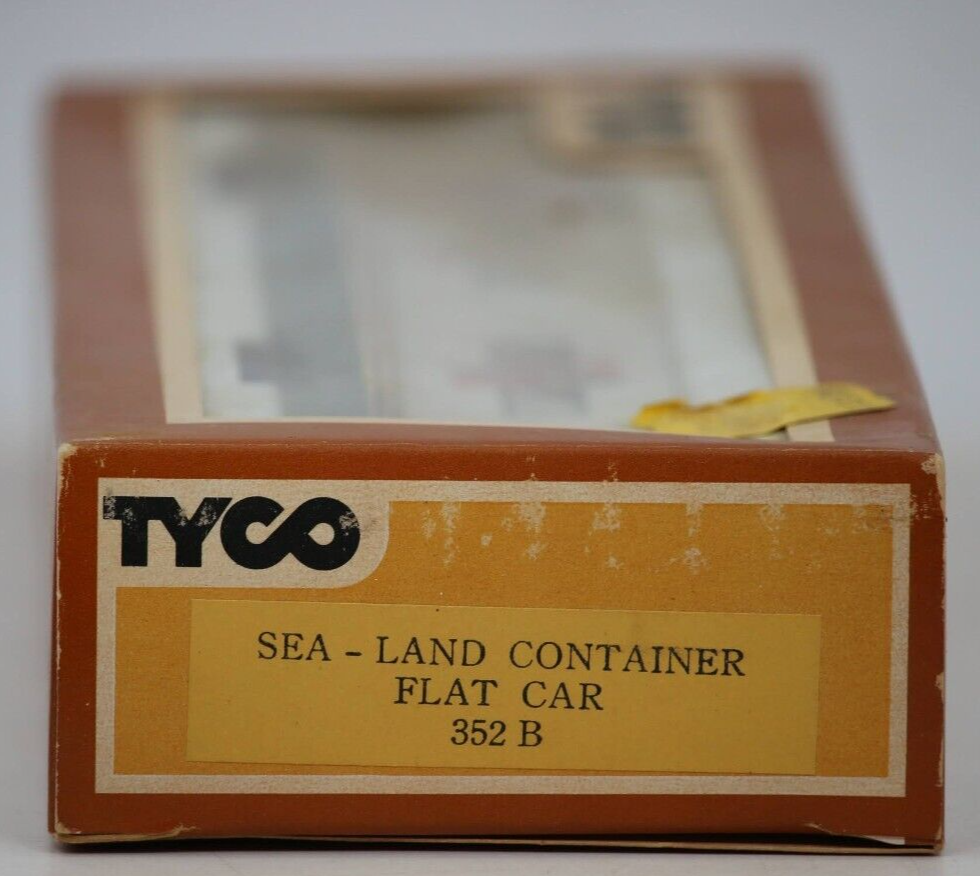 TYCO
SEA - LAND CONTAINER
FLAT CAR
352 B